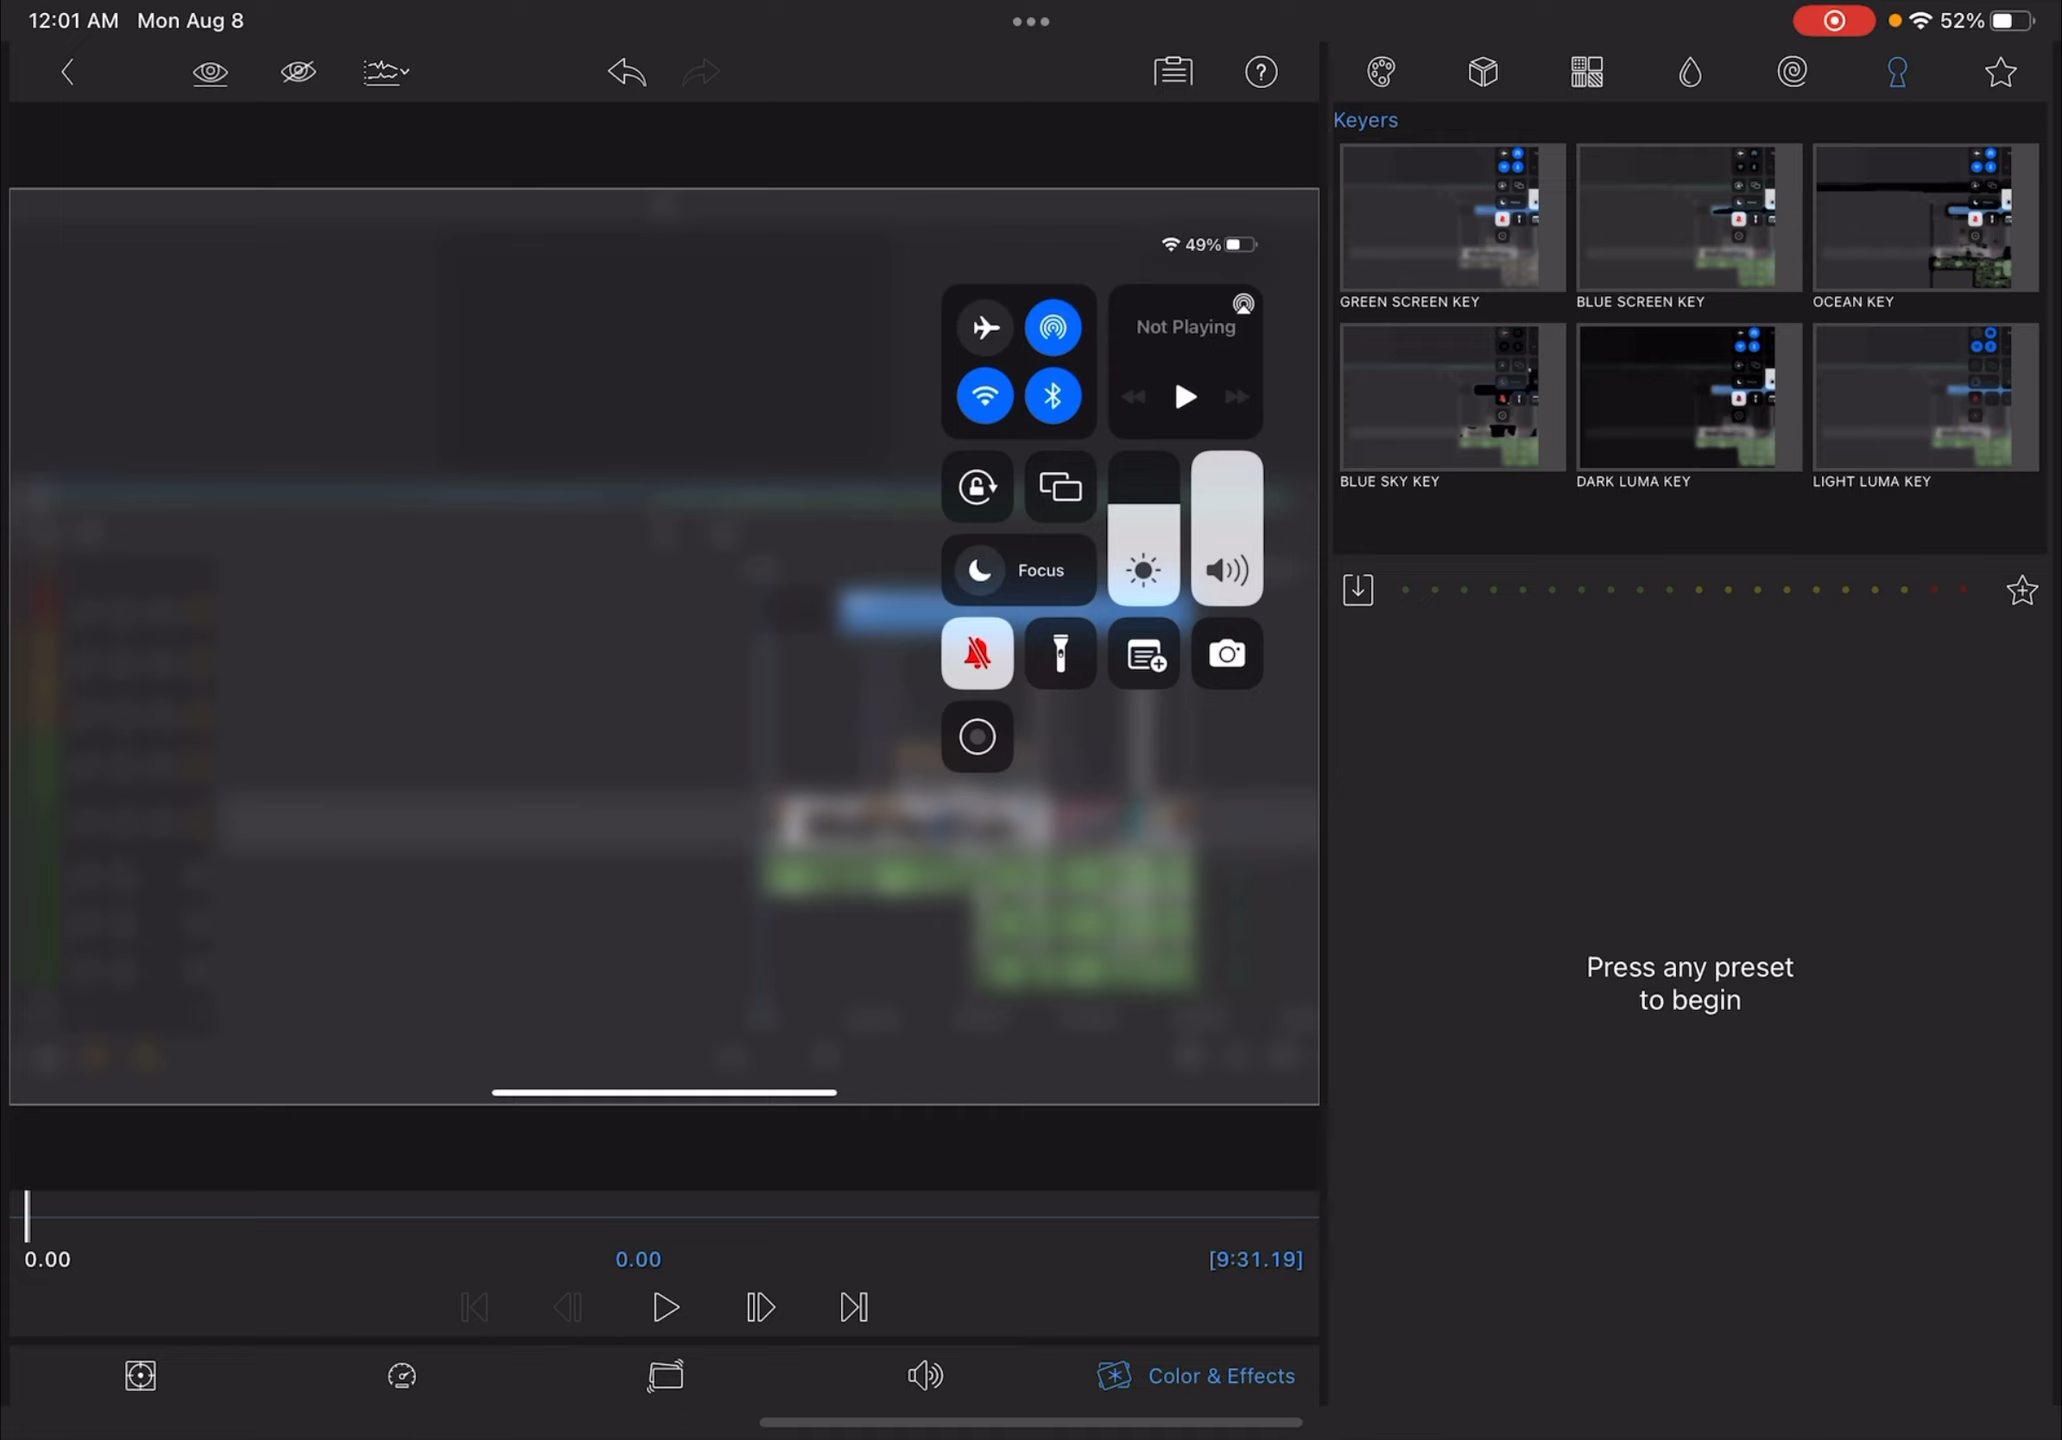 12:01 AM Mon Aug 8
52%
Keyers
49%
Not Playing
Focus
GREEN SCREEN KEY
BLUE SCREEN KEY
OCEAN KEY
BLUE SKY KEY
DARK LUMA KEY
LIGHT LUMA KEY
Press any preset
to begin
0.00
0.00
[9:31.19]
Color & Effects